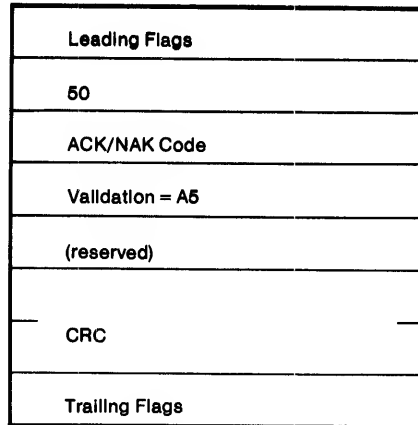 Leading Flags
50
ACK/NAK Code
Validation = A5
(reserved)
CRC
Trailing Flags